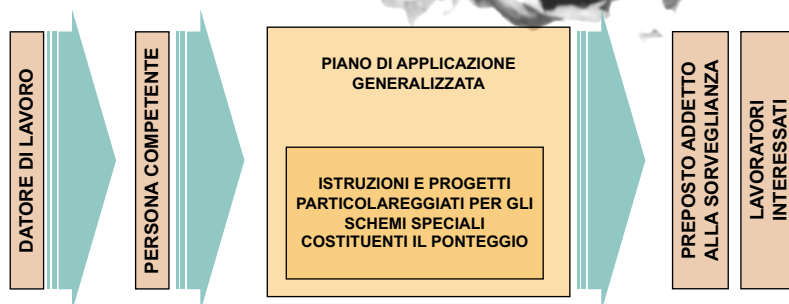 DATORE DI LAVORO
PERSONA COMPETENTE
PIANO DI APPLICAZIONE
GENERALIZZATA
ISTRUZIONI E PROGETTI
PARTICOLAREGGIATI PER GLI
SCHEMI SPECIALI
COSTITUENTI IL PONTEGGIO
PREPOSTO ADDETTO
ALLA SORVEGLIANZA
LAVORATORI
INTERESSATI